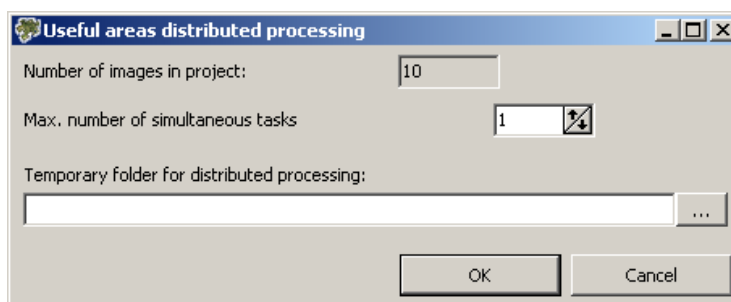 Useful areas distributed processing
Number of images in project: 10
Max. number of simultaneous tasks 1
Temporary folder for distributed processing:
...
OK Cancel